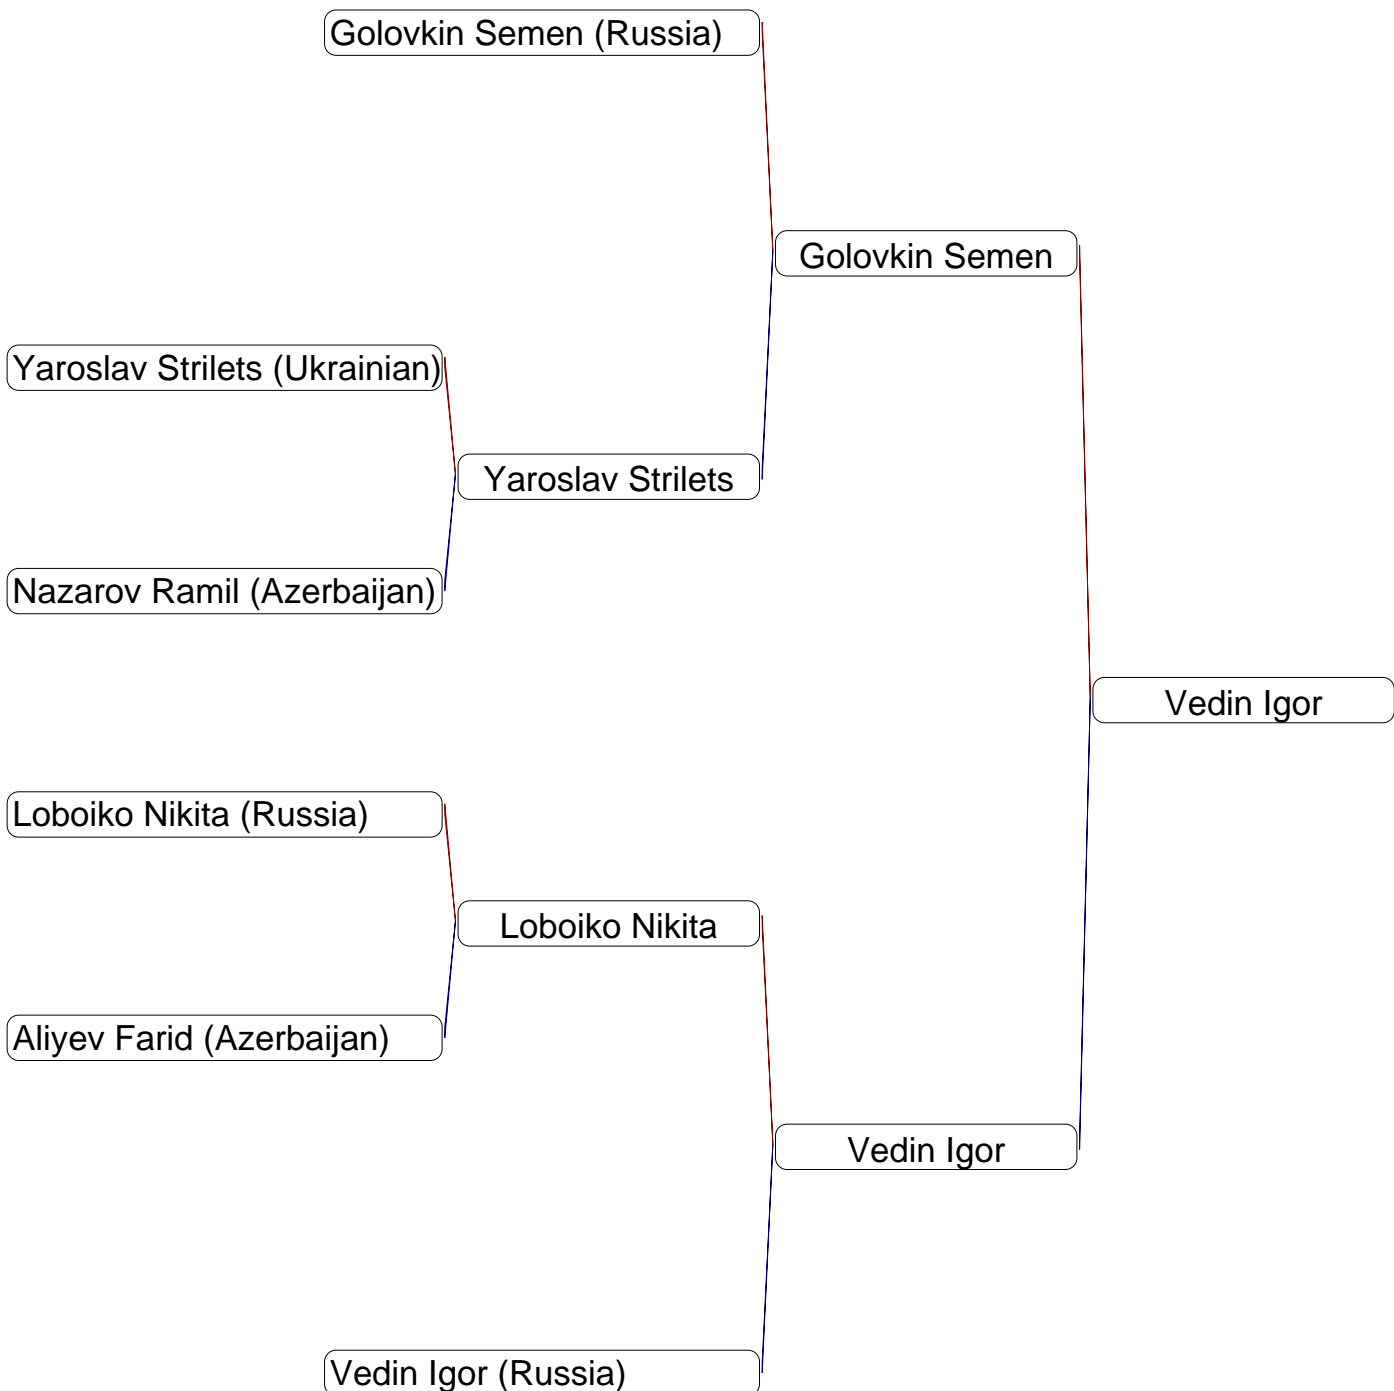 Golovkin Semen (Russia)
Golovkin Semen
Yaroslav Strilets (Ukrainian)
Yaroslav Strilets
Nazarov Ramil (Azerbaijan)
Vedin Igor
Loboiko Nikita (Russia)
Loboiko Nikita
Aliyev Farid (Azerbaijan)
Vedin Igor
Vedin Igor (Russia)